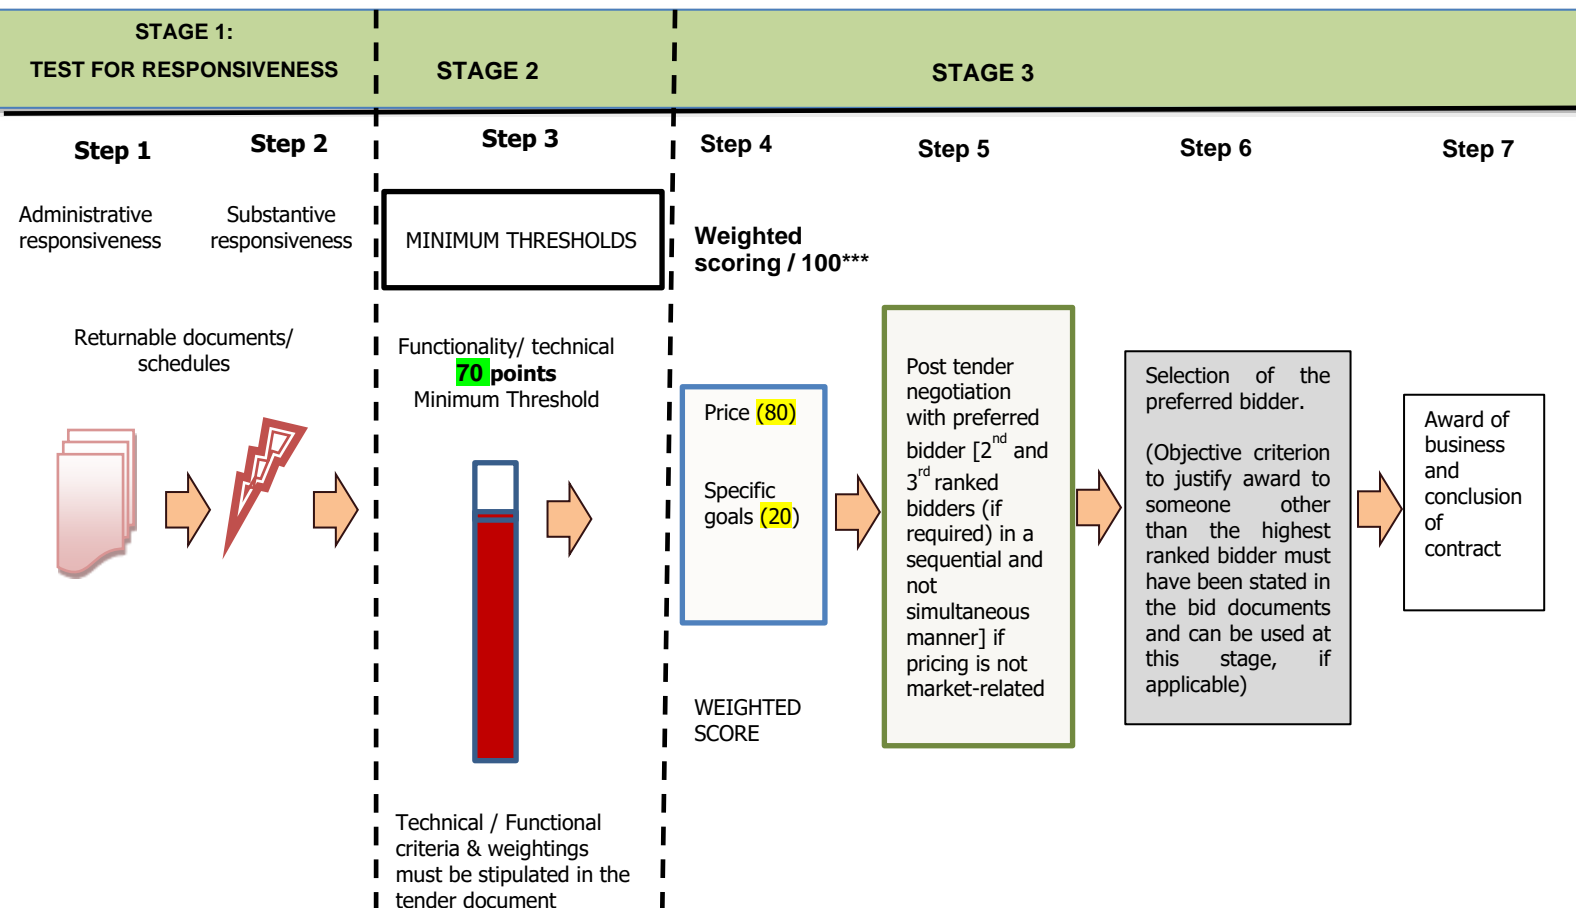 STAGE 1:
TEST FOR RESPONSIVENESS
STAGE 2
STAGE 3
Step 1
Step 2
Step 3
Step 4
Step 5
Step 6
Step 7
Administrative
responsiveness
Substantive
responsiveness
Returnable documents/
schedules
MINIMUM THRESHOLDS
Functionality/ technical
70 points
Minimum Threshold
Technical / Functional
criteria & weightings
must be stipulated in the
tender document
Weighted
scoring / 100***
Price (80)
Specific
goals (20)
WEIGHTED
SCORE
Post tender
negotiation
with preferred
bidder [2nd and
3rd ranked
bidders (if
required) in a
sequential and
not
simultaneous
manner] if
pricing is not
market-related
Selection of the
preferred bidder.
(Objective criterion
to justify award to
someone other
than the highest
ranked bidder must
have been stated in
the bid documents
and can be used at
this stage, if
applicable)
Award of
business
and
conclusion
of
contract